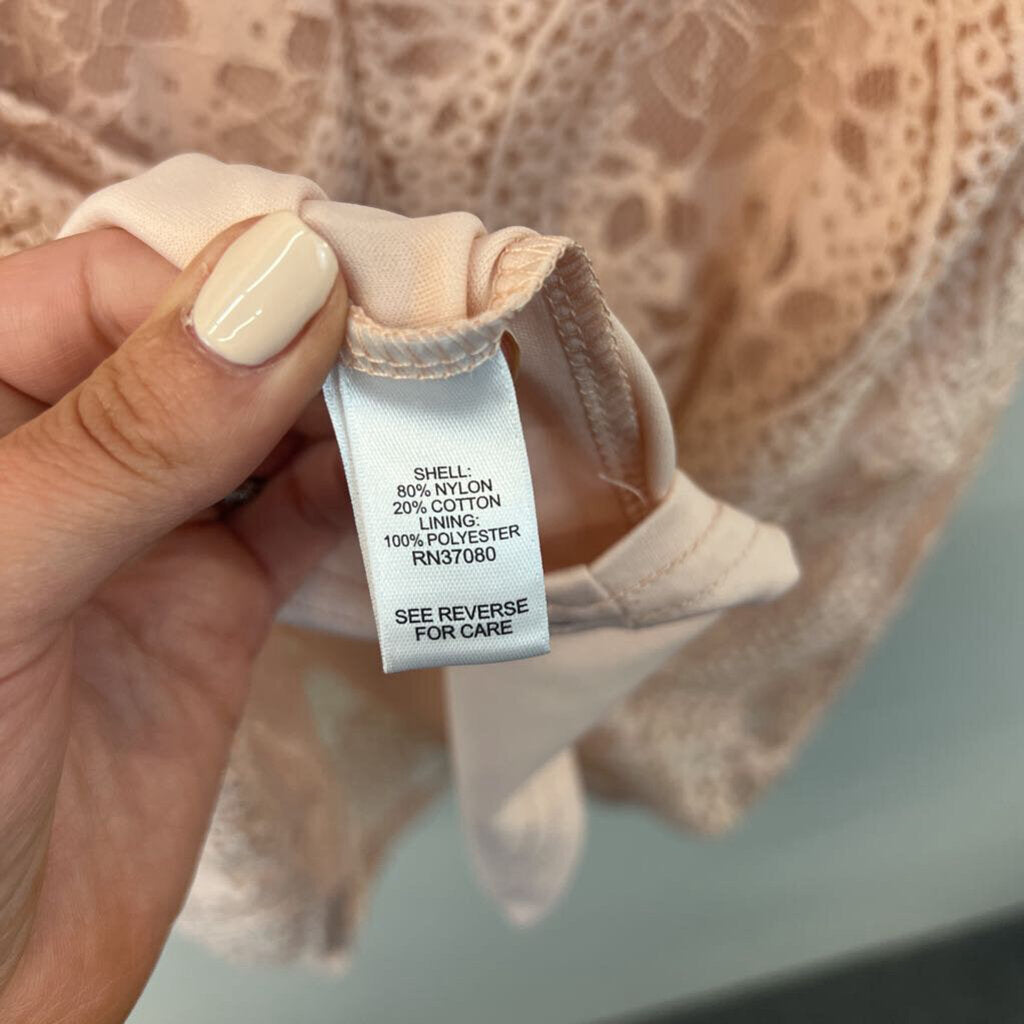 SHELL:
80% NYLON
20% COTTON
LINING:
100% POLYESTER
RN37080
SEE REVERSE
FOR CARE